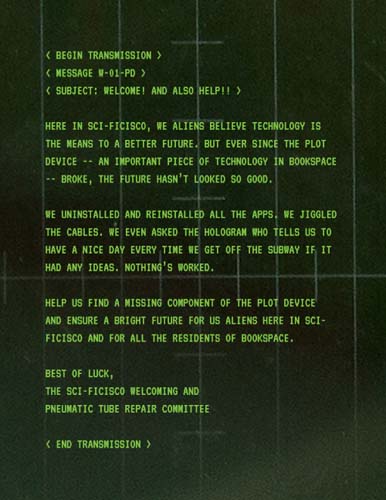 < BEGIN TRANSMISSION >
< MESSAGE W-01-PD >
< SUBJECT: WELCOME! AND ALSO HELP!! >
HERE IN SCI-FICISCO, WE ALIENS BELIEVE TECHNOLOGY IS
THE MEANS TO A BETTER FUTURE. BUT EVER SINCE THE PLOT
DEVICE -- AN IMPORTANT PIECE OF TECHNOLOGY IN BOOKSPACE
-- BROKE, THE FUTURE HASN'T LOOKED SO GOOD.
WE UNINSTALLED AND REINSTALLED ALL THE APPS. WE JIGGLED
THE CABLES. WE EVEN ASKED THE HOLOGRAM WHO TELLS US TO
HAVE A NICE DAY EVERY TIME WE GET OFF THE SUBWAY IF IT
HAD ANY IDEAS. NOTHING'S WORKED.
HELP US FIND A MISSING COMPONENT OF THE PLOT DEVICE
AND ENSURE A BRIGHT FUTURE FOR US ALIENS HERE IN SCI-
FICISCO AND FOR ALL THE RESIDENTS OF BOOKSPACE.
BEST OF LUCK,
THE SCI-FICISCO WELCOMING AND
PNEUMATIC TUBE REPAIR COMMITTEE
< END TRANSMISSION >